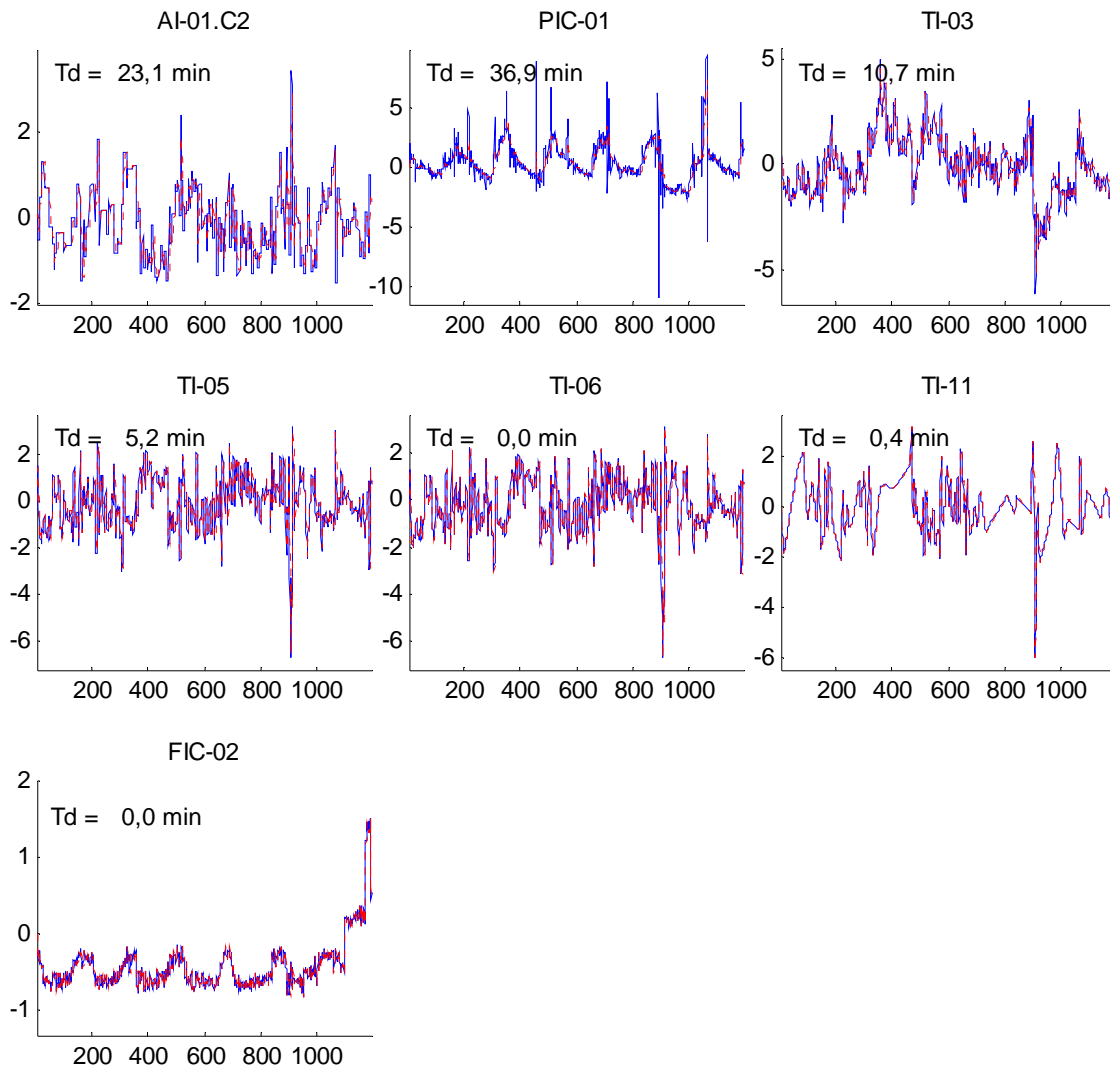 AI-01.C2
Td = 23,1 min
2
0
-2
200 400 600 800 1000
PIC-01
Td = 36,9 min
5
0
-5
-10
200 400 600 800 1000
TI-03
Td = 10,7 min
5
0
-5
200 400 600 800 1000
TI-05
Td = 5,2 min
2
0
-2
-4
-6
200 400 600 800 1000
TI-06
Td = 0,0 min
2
0
-2
-4
-6
200 400 600 800 1000
TI-11
Td = 0,4 min
2
0
-2
-4
-6
200 400 600 800 1000
FIC-02
2
Td = 0,0 min
1
0
-1
200 400 600 800 1000